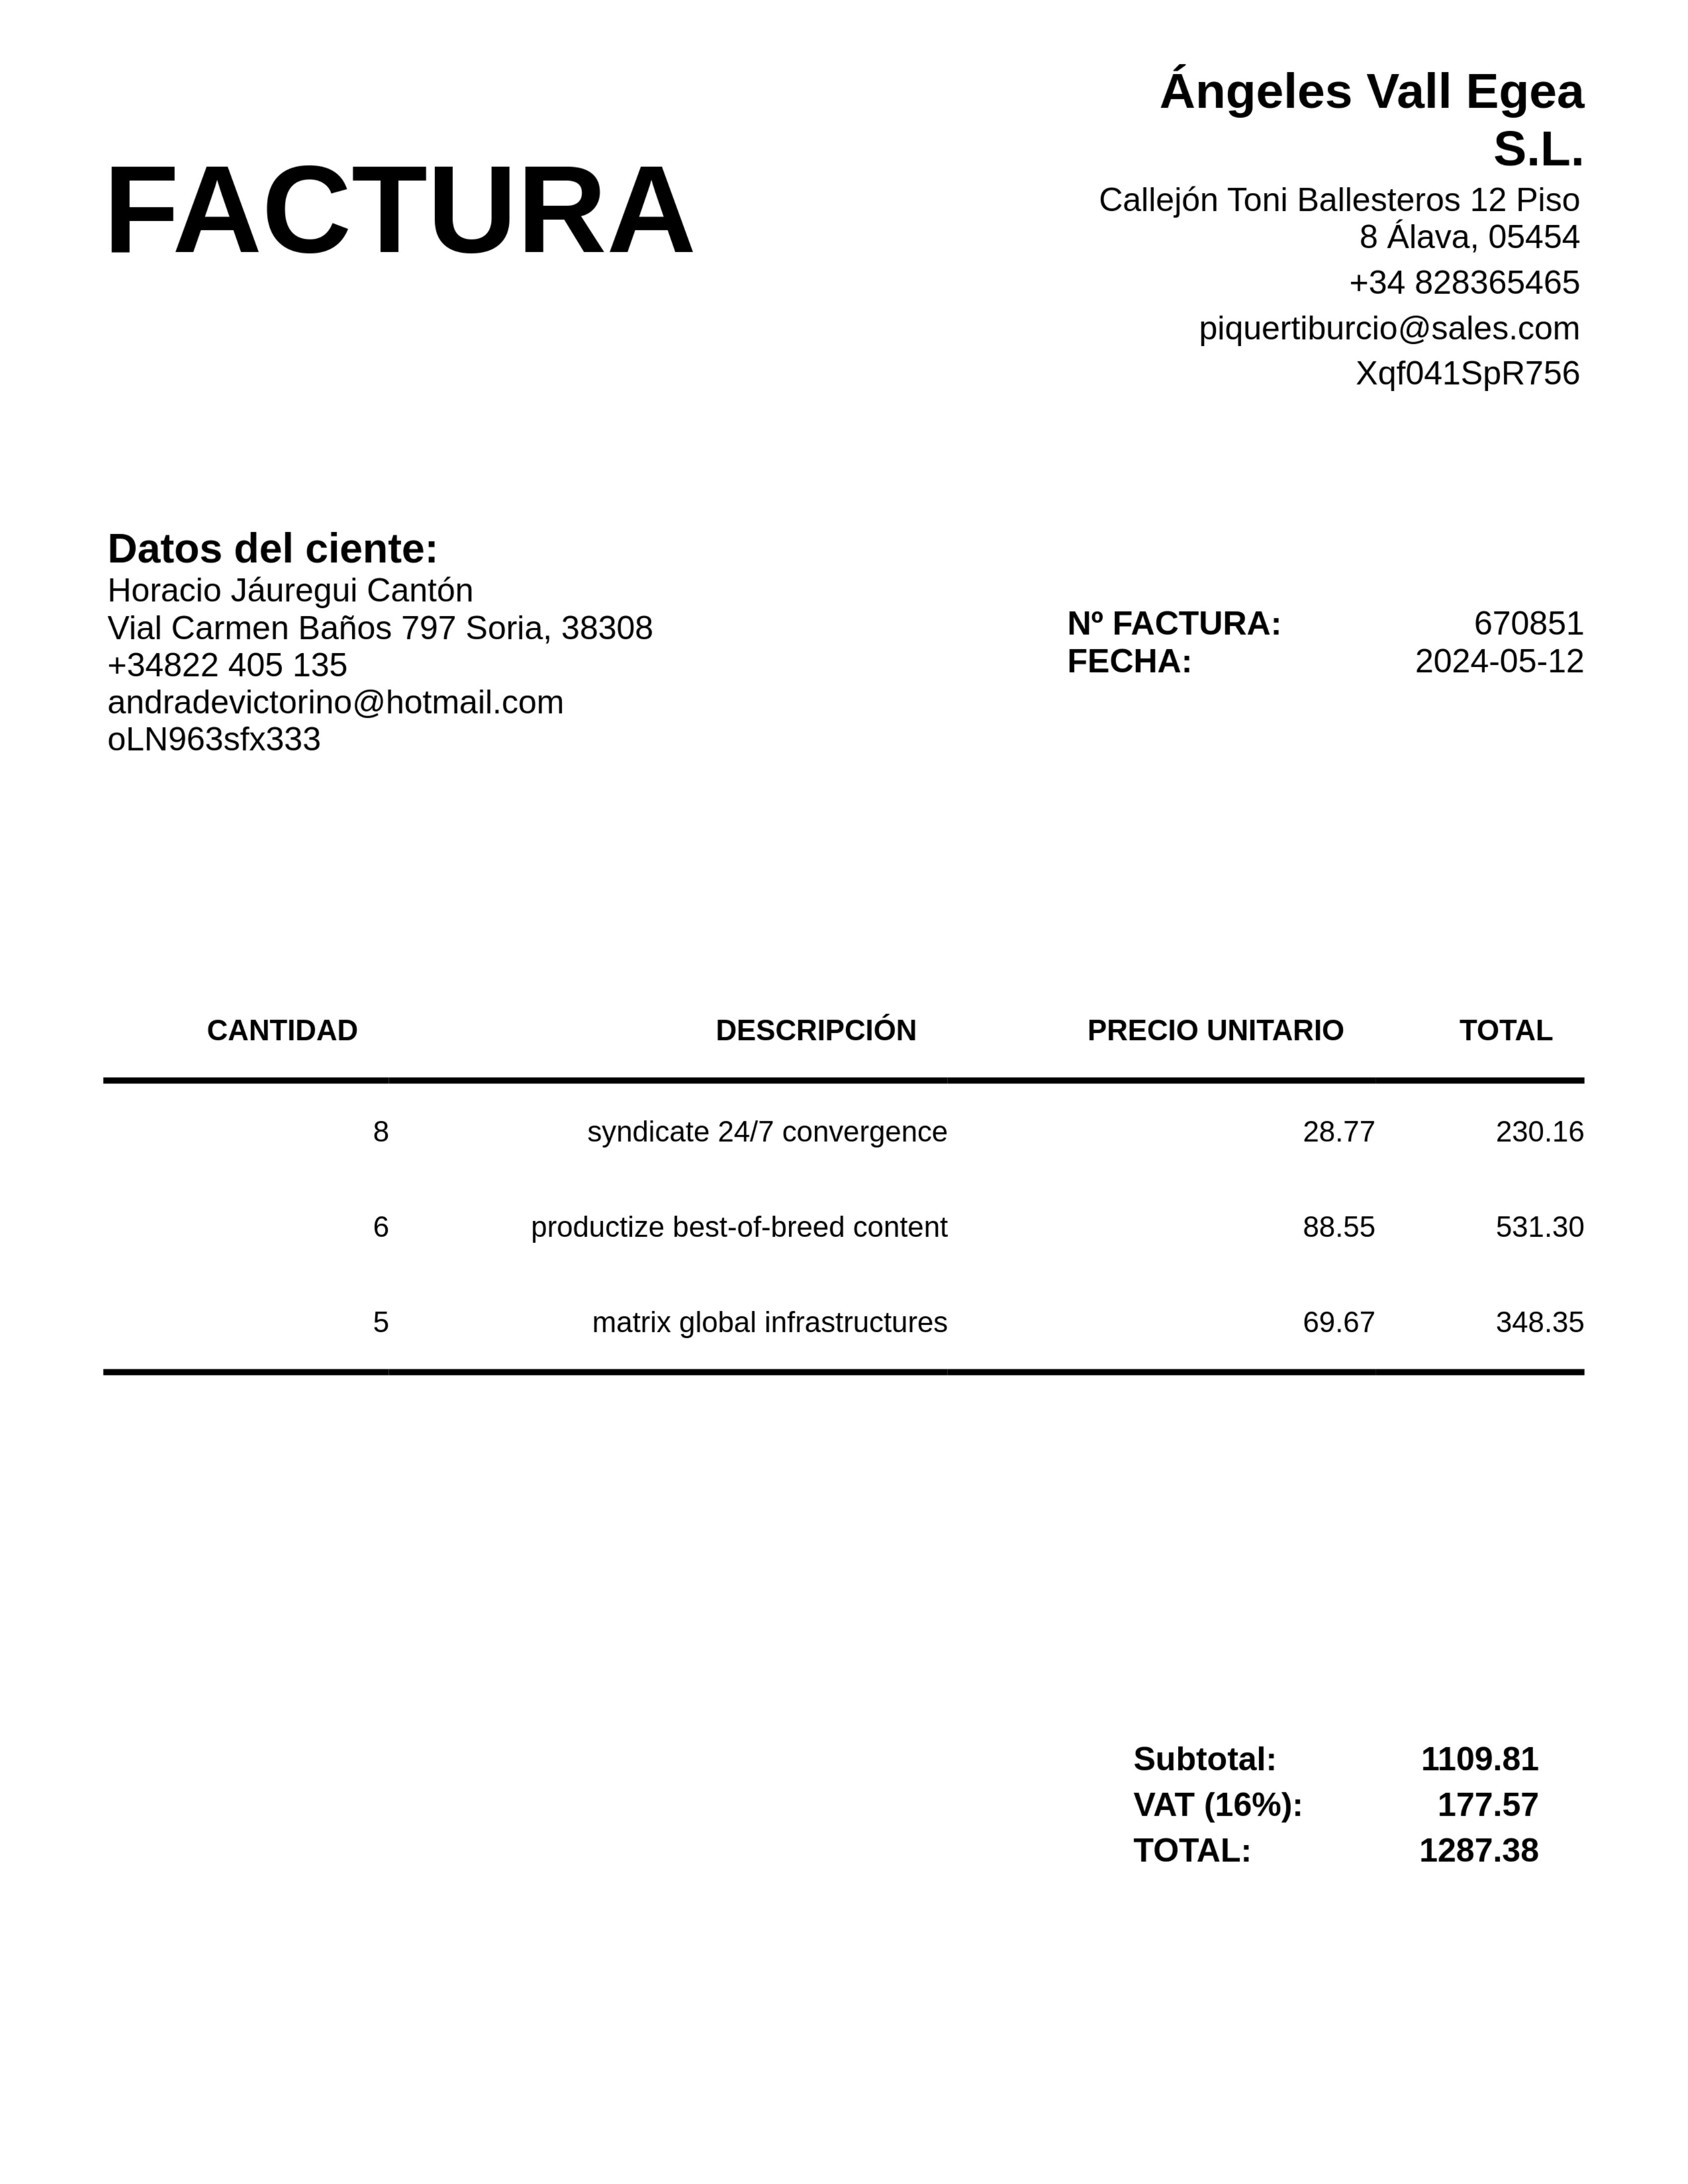 Ángeles Vall Egea
S.L.
FACTURA
Callejón Toni Ballesteros 12 Piso
8 Álava, 05454
+34 828365465
piquertiburcio@sales.com
Xqf041SpR756
Datos del ciente:
Horacio Jáuregui Cantón
Vial Carmen Baños 797 Soria, 38308
+34822 405 135
andradevictorino@hotmail.com
oLN963sfx333
Nº FACTURA: 670851
FECHA: 2024-05-12
CANTIDAD DESCRIPCIÓN PRECIO UNITARIO TOTAL
8 syndicate 24/7 convergence 28.77 230.16
6 productize best-of-breed content 88.55 531.30
5 matrix global infrastructures 69.67 348.35
Subtotal: 1109.81
VAT (16%): 177.57
TOTAL: 1287.38